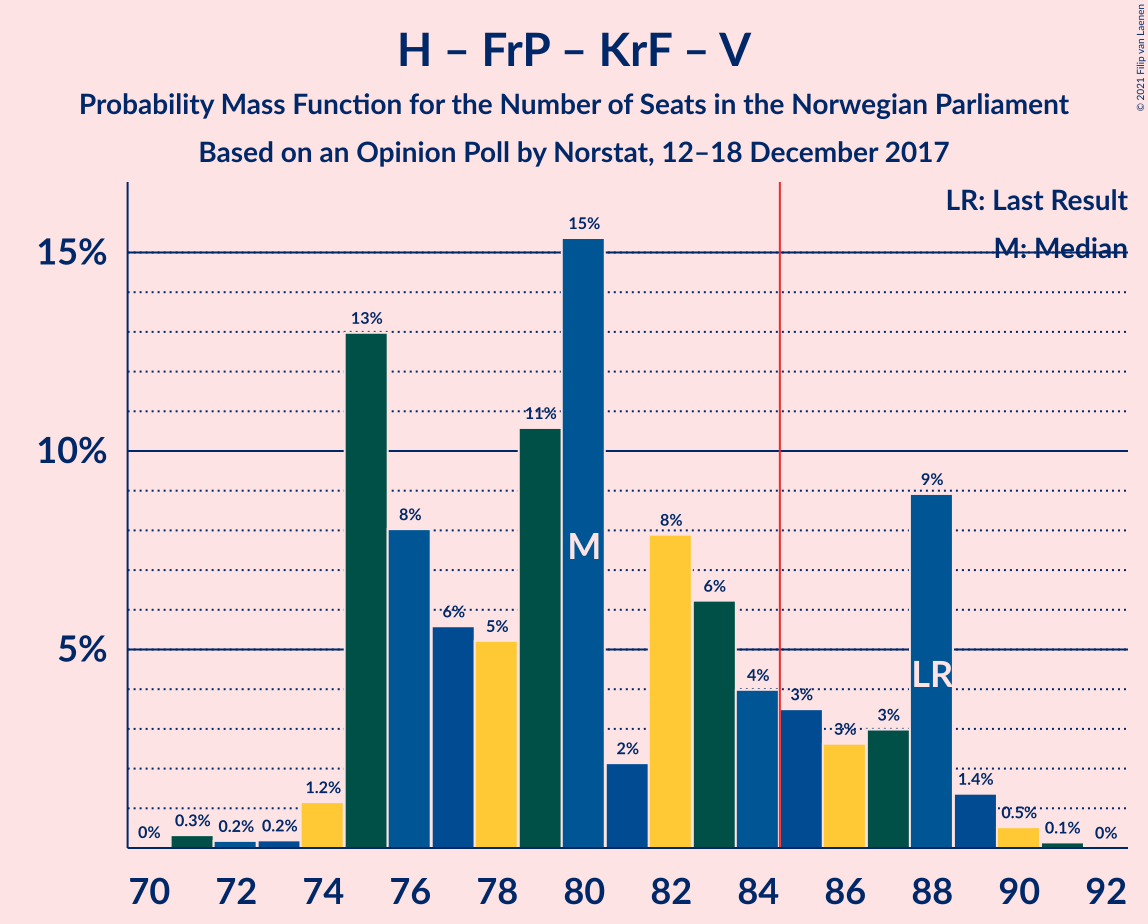 H – FrP – KrF – V
Probability Mass Function for the Number of Seats in the Norwegian Parliament
Based on an Opinion Poll by Norstat, 12–18 December 2017
© 2021 Filip van Laenen
LR: Last Result
M: Median
15%
10%
5%
0%
0.3%
0.2%
0.2%
1.2%
13%
8%
6%
5%
11%
15%
2%
8%
6%
4%
3%
3%
3%
9%
1.4%
0.5%
0.1%
0%
M
LR
70 72 74 76 78 80 82 84 86 88 90 92